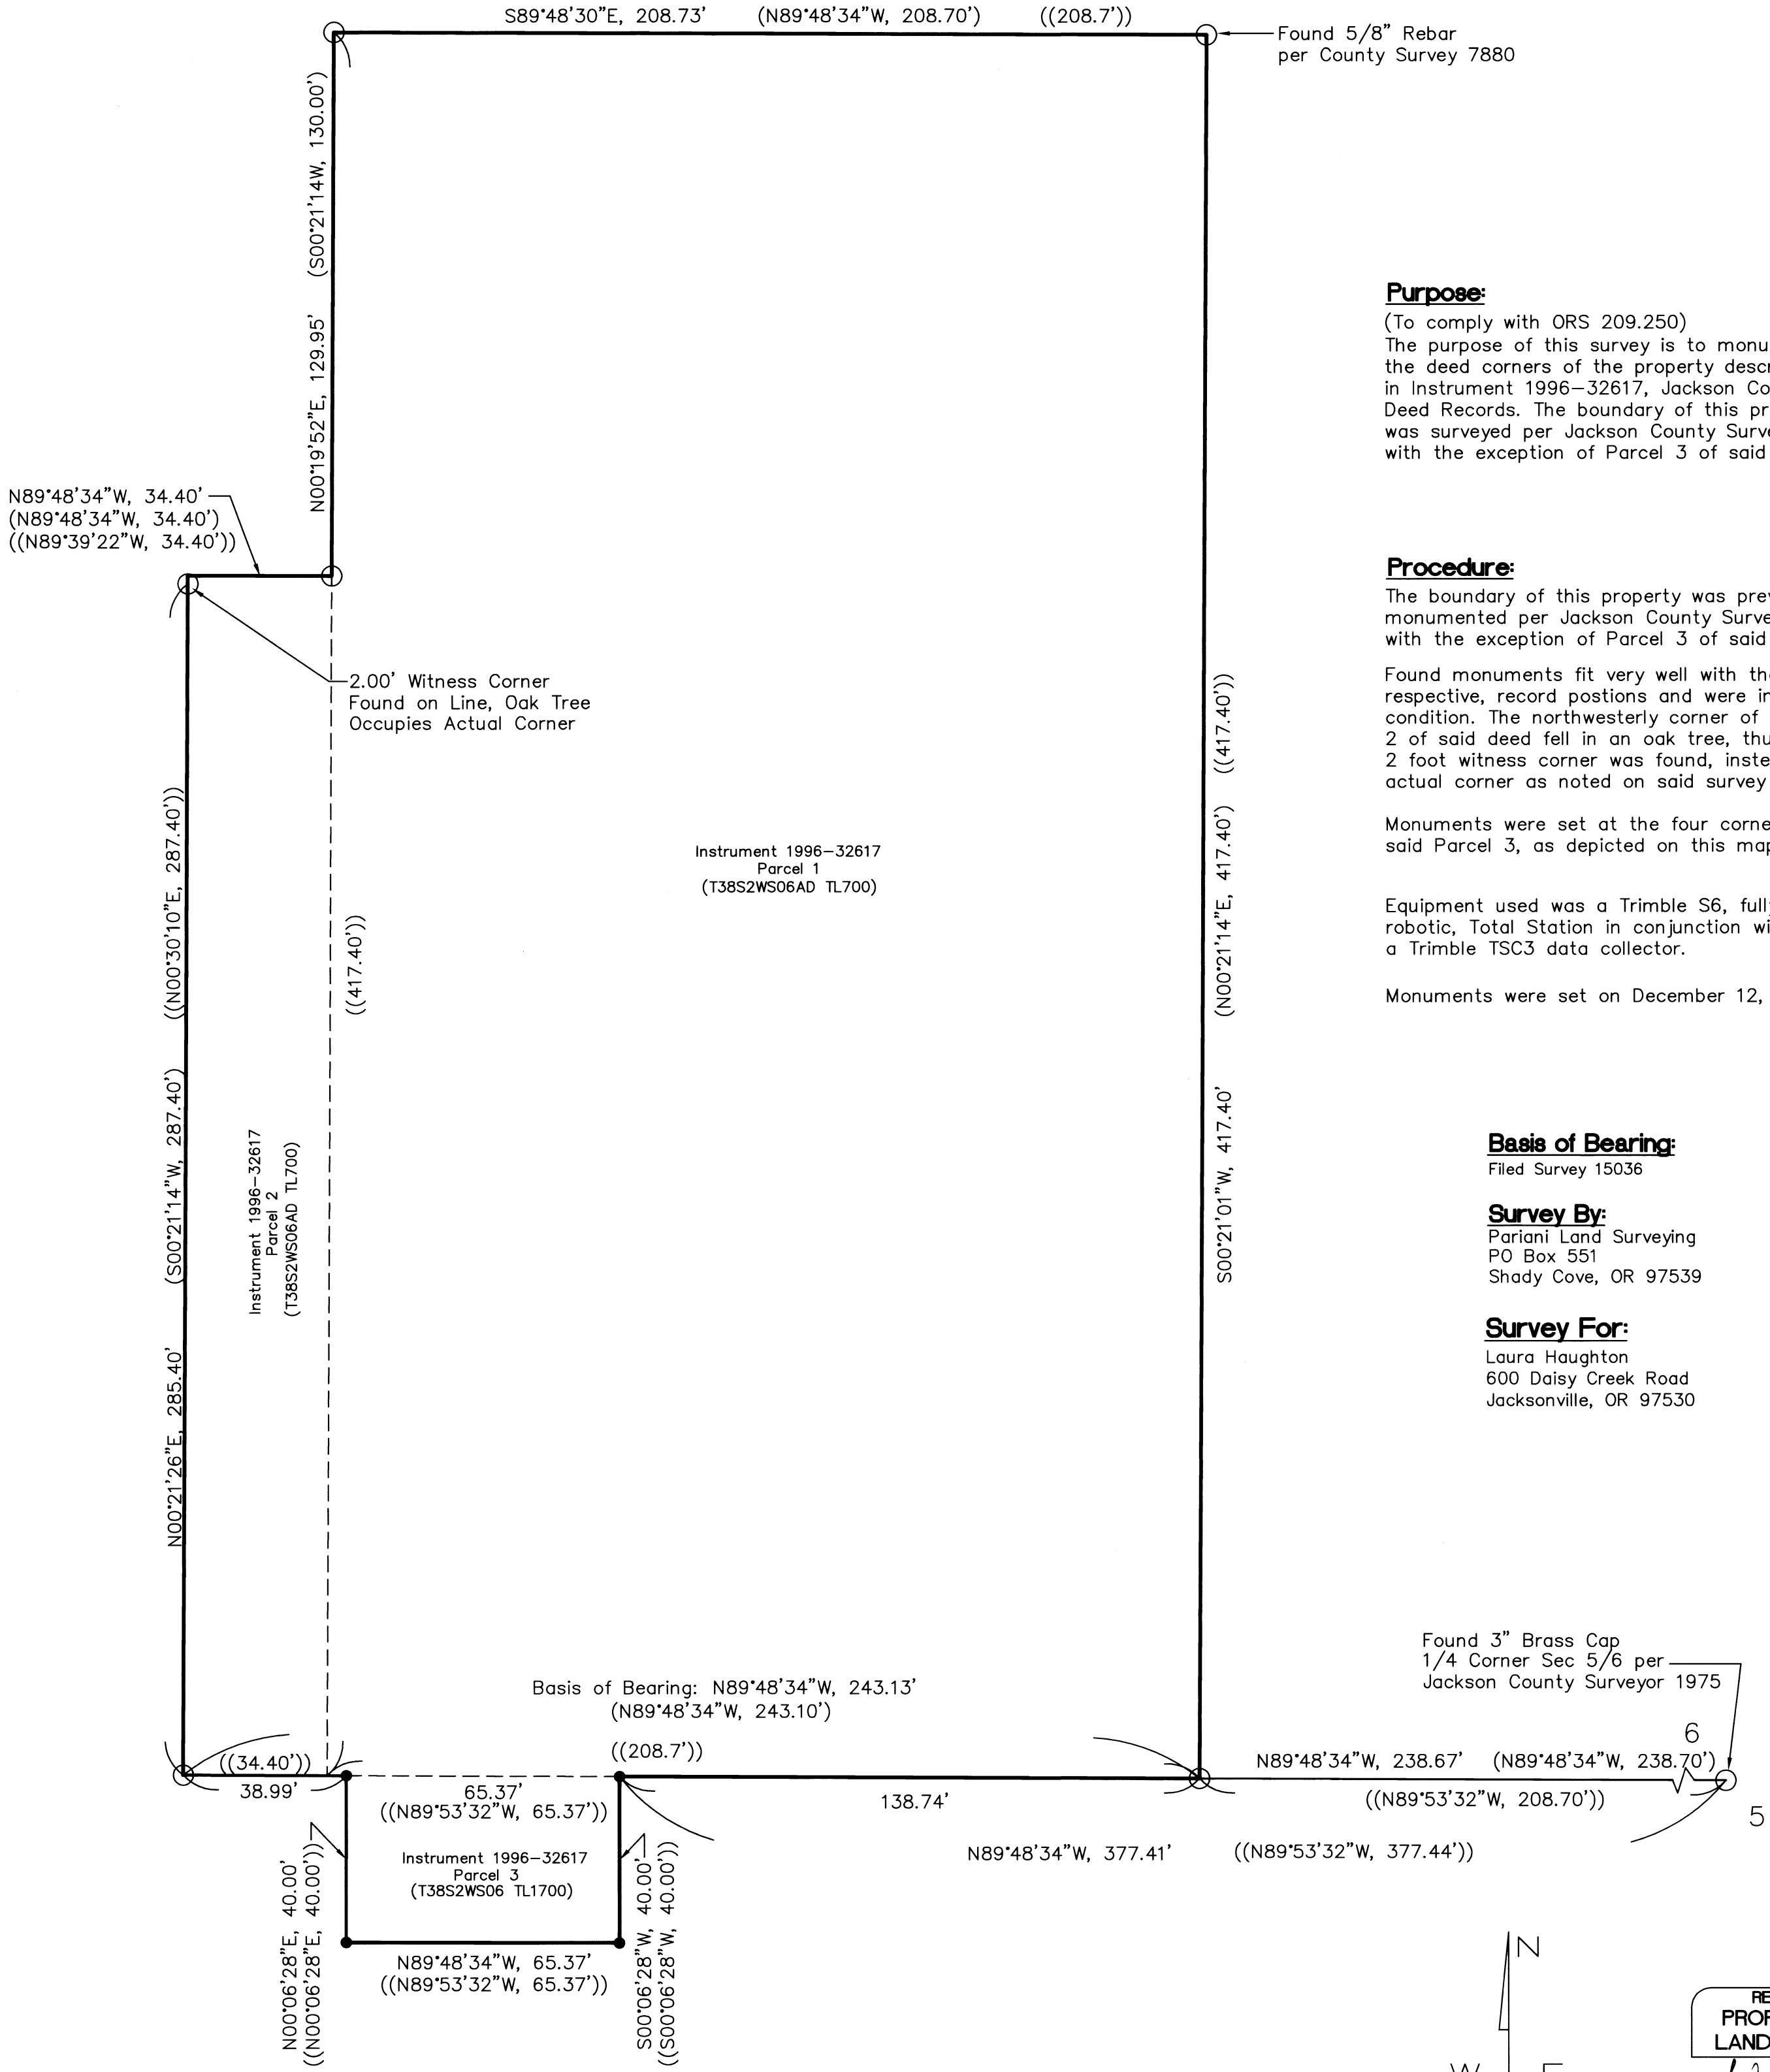 S89°48'30"E, 208.73' (N89°48'34"W, 208.70') ((208.7'))
Found 5/8" Rebar
per County Survey 7880
(S00°21'14W, 130.00')
N00°19'52"E, 129.95'
N89°48'34"W, 34.40'
(N89°48'34"W, 34.40')
((N89°39'22"W, 34.40'))
2.00' Witness Corner
Found on Line, Oak Tree
Occupies Actual Corner
((N00°30'10"E, 287.40'))
(S00°21'14"W, 287.40')
N00°21'26"E, 285.40'
Instrument 1996-32617
Parcel 2
(T38S2WS06AD TL700)
((417.40'))
Instrument 1996-32617
Parcel 1
(T38S2WS06AD TL700)
((417.40'))
(N00°21'14"E, 417.40')
S00°21'01"W, 417.40'
Purpose:
(To comply with ORS 209.250)
The purpose of this survey is to monu
the deed corners of the property descr
in Instrument 1996-32617, Jackson Co
Deed Records. The boundary of this pr
was surveyed per Jackson County Surve
with the exception of Parcel 3 of said
Procedure:
The boundary of this property was prev
monumented per Jackson County Surve
with the exception of Parcel 3 of said
Found monuments fit very well with the
respective, record postions and were in
condition. The northwesterly corner of
2 of said deed fell in an oak tree, thu
2 foot witness corner was found, inste
actual corner as noted on said survey
Monuments were set at the four corne
said Parcel 3, as depicted on this map
Equipment used was a Trimble S6, full
robotic, Total Station in conjunction wi
a Trimble TSC3 data collector.
Monuments were set on December 12,
Basis of Bearing:
Filed Survey 15036
Survey By:
Pariani Land Surveying
PO Box 551
Shady Cove, OR 97539
Survey For:
Laura Haughton
600 Daisy Creek Road
Jacksonville, OR 97530
Found 3" Brass Cap
1/4 Corner Sec 5/6 per
Jackson County Surveyor 1975
6
5
Basis of Bearing: N89°48'34"W, 243.13'
(N89°48'34"W, 243.10')
((208.7'))
((34.40'))
38.99'
65.37'
((N89°53'32"W, 65.37'))
138.74'
N89°48'34"W, 238.67' (N89°48'34"W, 238.70')
((N89°53'32"W, 208.70'))
N89°48'34"W, 377.41' ((N89°53'32"W, 377.44'))
Instrument 1996-32617
Parcel 3
(T38S2WS06 TL1700)
N00°06'28"E, 40.00'
((N00°06'28"E, 40.00'))
S00°06'28"W, 40.00'
((S00°06'28"W, 40.00'))
N89°48'34"W, 65.37'
((N89°53'32"W, 65.37'))
N
W E
RE
PROF
LAND